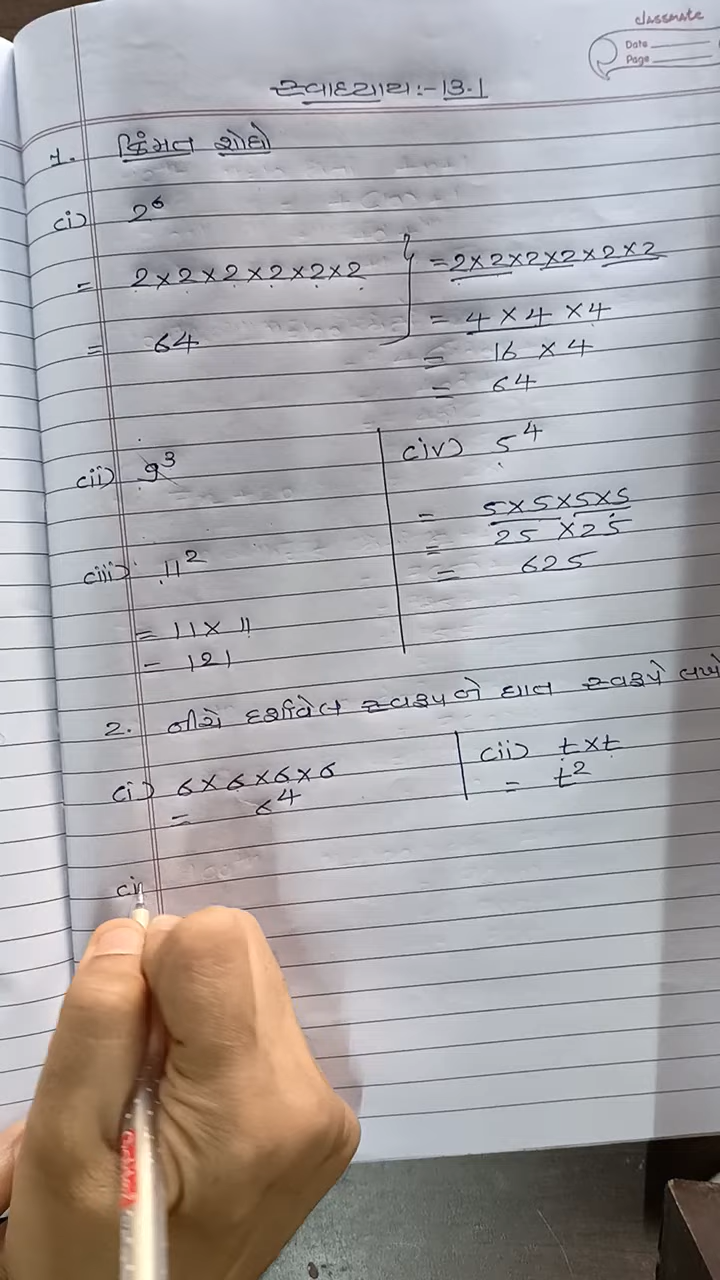 classmate
Date
Page
સ્વાધ્યાય:-13.1
1. કિંમત શોધો
(i) 2⁶
= 2×2×2×2×2×2
= 64
= 2×2×2×2×2×2
= 4×4×4
= 16×4
= 64
(ii) 9³
(iii) 11²
= 11×11
= 121
(iv) 5⁴
= 5×5×5×5
= 25×25
= 625
2. નીચે દર્શાવેલ સ્વરૂપને ઘાત સ્વરૂપે લખો
(i) 6×6×6×6
= 6⁴
(ii) t×t
= t²
(i